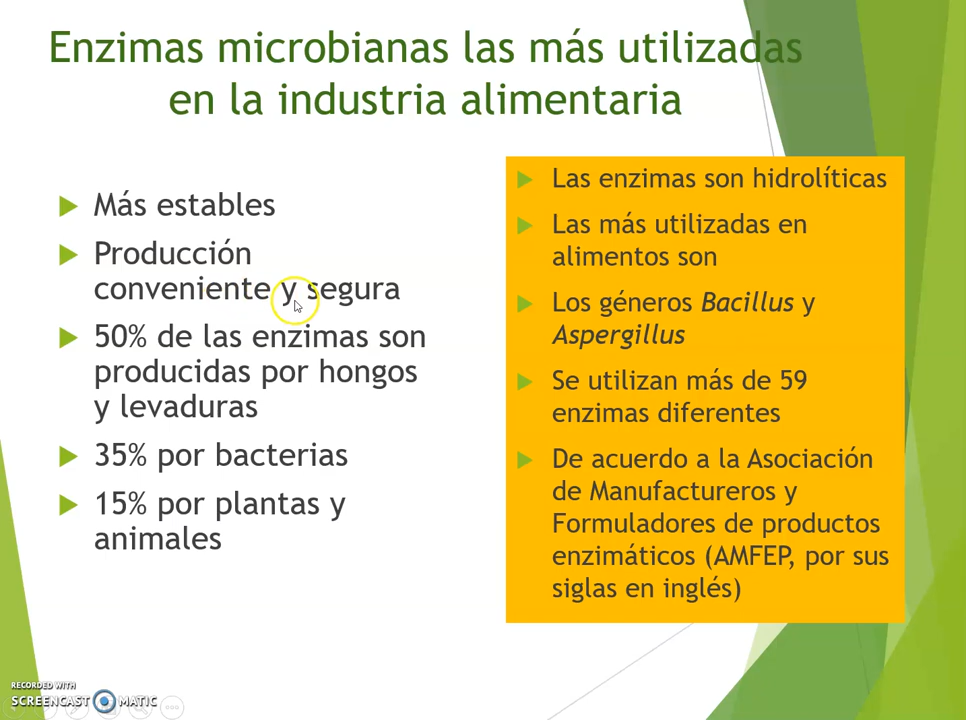 Enzimas microbianas las más utilizadas
en la industria alimentaria
Más estables
Producción
conveniente y segura
50% de las enzimas son
producidas por hongos
y levaduras
35% por bacterias
15% por plantas y
animales
Las enzimas son hidrolíticas
Las más utilizadas en
alimentos son
Los géneros Bacillus y
Aspergillus
Se utilizan más de 59
enzimas diferentes
De acuerdo a la Asociación
de Manufactureros y
Formuladores de productos
enzimáticos (AMFEP, por sus
siglas en inglés)
RECORDED WITH
SCREENCAST MATIC